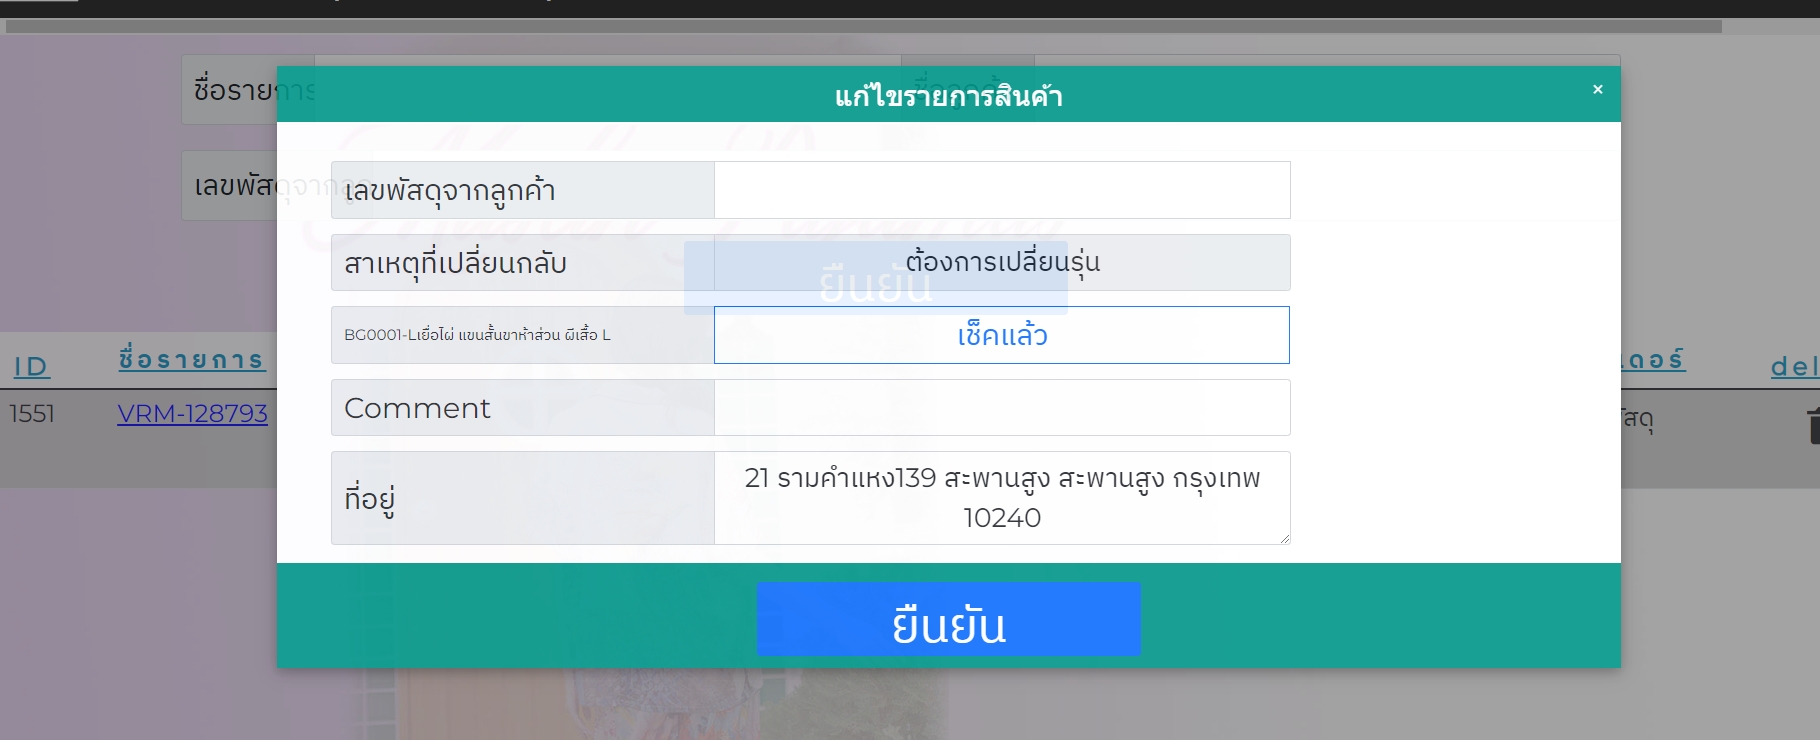 แก้ไขรายการสินค้า
×
ชื่อรายการ
เลขพัสดุจากลูก
เลขพัสดุจากลูกค้า
สาเหตุที่เปลี่ยนกลับ
ต้องการเปลี่ยนรุ่น
ยืนยัน
BG0001-Lเยื่อไผ่ แขนสั้นขาห้าส่วน ผีเสื้อ L
เช็คแล้ว
ID
ชื่อรายการ
del
1551
VRM-128793
Comment
ที่อยู่
21 รามคำแหง139 สะพานสูง สะพานสูง กรุงเทพ
10240
ยืนยัน